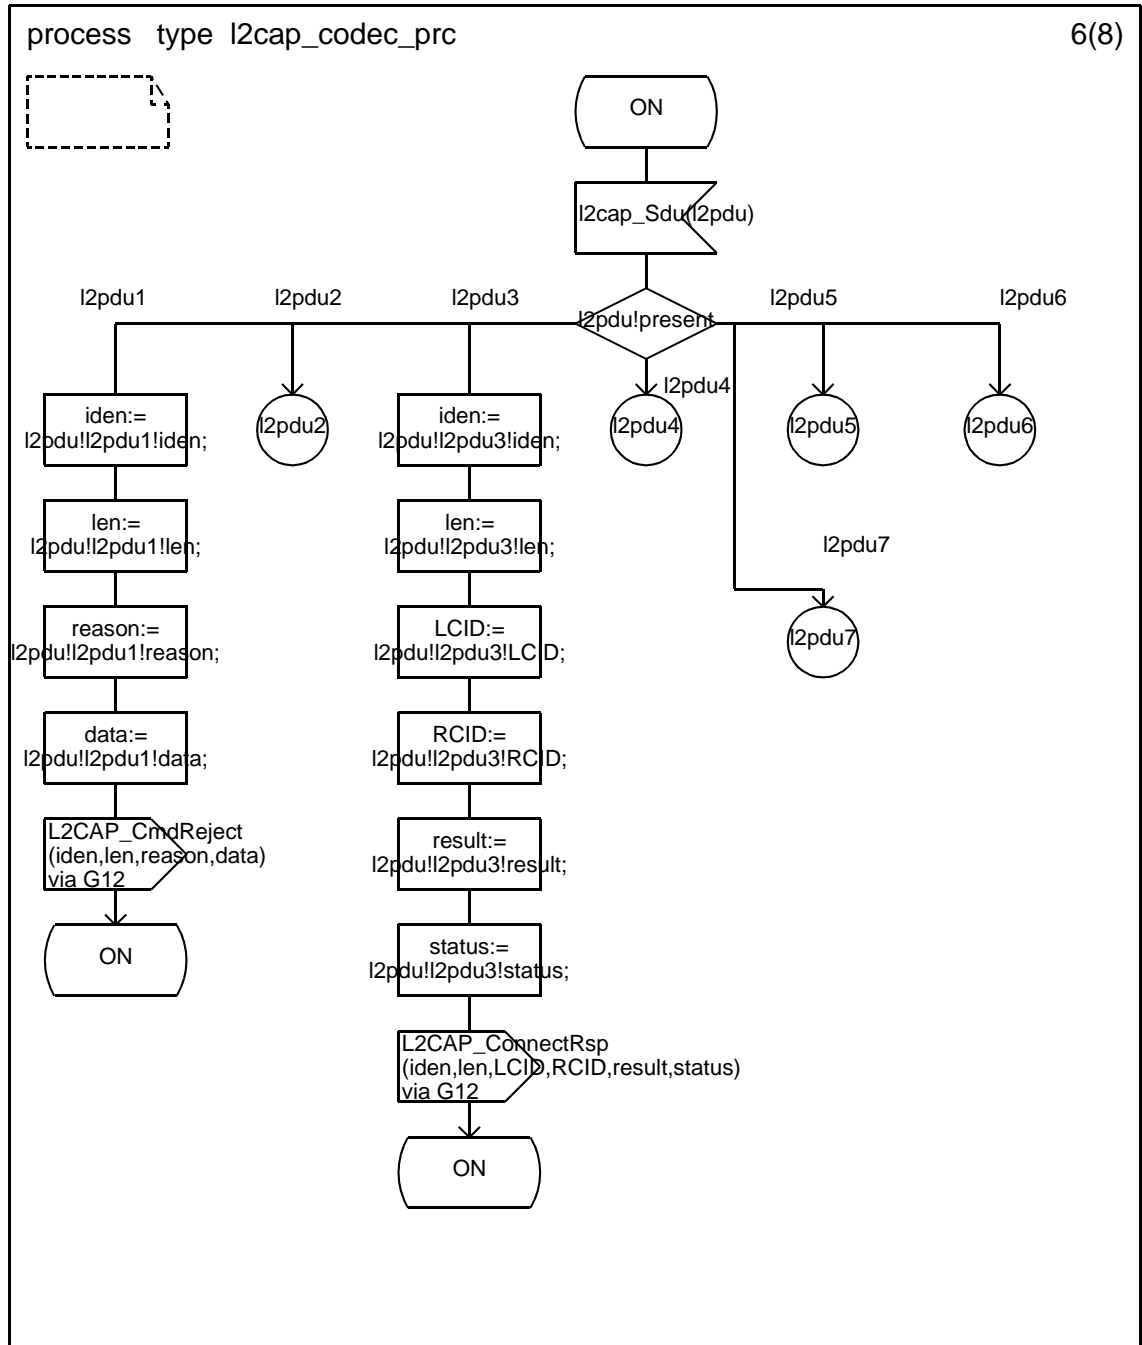 process type l2cap_codec_prc
6(8)
ON
l2cap_Sdu(l2pdu)
l2pdu!present
l2pdu1
l2pdu2
l2pdu3
l2pdu4
l2pdu5
l2pdu6
l2pdu7
iden:=
l2pdu!l2pdu1!iden;
len:=
l2pdu!l2pdu1!len;
reason:=
l2pdu!l2pdu1!reason;
data:=
l2pdu!l2pdu1!data;
L2CAP_CmdReject
(iden,len,reason,data)
via G12
ON
l2pdu2
iden:=
l2pdu!l2pdu3!iden;
len:=
l2pdu!l2pdu3!len;
LCID:=
l2pdu!l2pdu3!LCID;
RCID:=
l2pdu!l2pdu3!RCID;
result:=
l2pdu!l2pdu3!result;
status:=
l2pdu!l2pdu3!status;
L2CAP_ConnectRsp
(iden,len,LCID,RCID,result,status)
via G12
ON
l2pdu4
l2pdu5
l2pdu6
l2pdu7